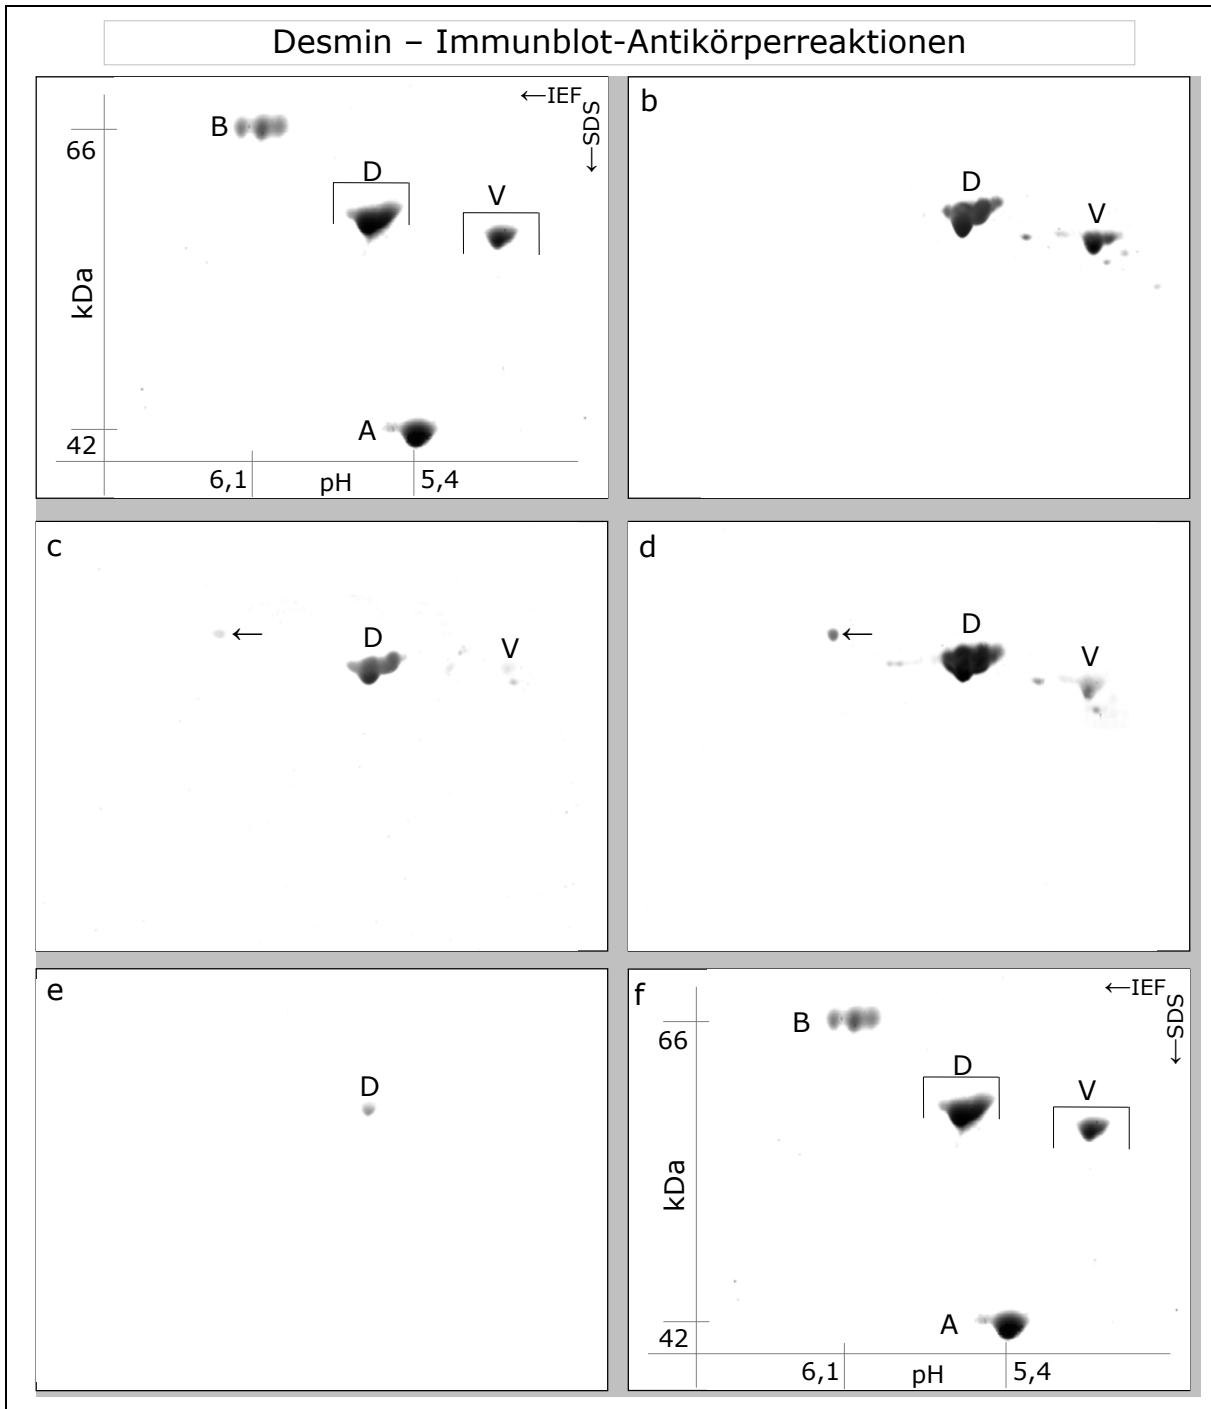 Desmin – Immunblot-Antikörperreaktionen
←IEF
←SDS
B
66
D
V
kDa
A
42
6,1
pH
5,4
b
D
V
c
←
D
V
d
←
D
V
e
D
f
←IEF
←SDS
B
66
D
V
kDa
A
42
6,1
pH
5,4